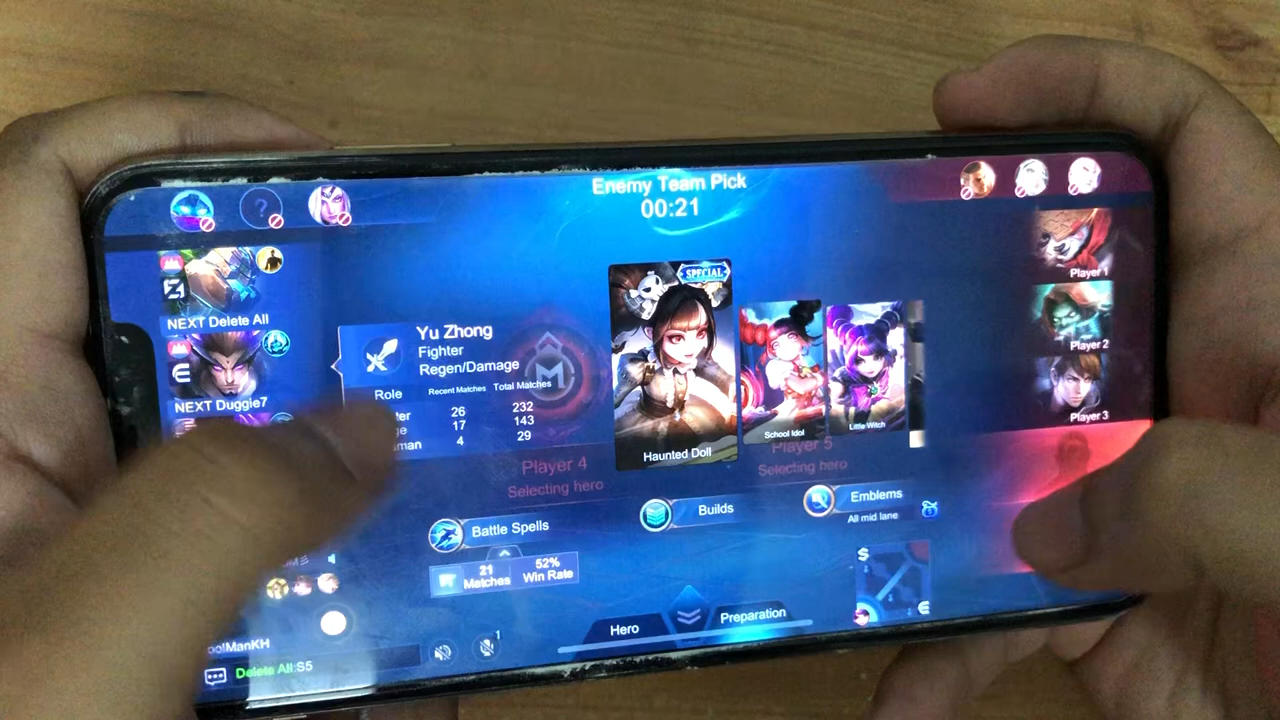 Enemy Team Pick
00:21
?
NEXT Delete All
NEXT Duggie7
Yu Zhong
Fighter
Regen/Damage
Role Recent Matches Total Matches
26 232
17 143
4 29
SPECIAL
Haunted Doll
School Idol
Little Witch
Player 1
Player 2
Player 3
Player 4
Selecting hero
Player 5
Selecting hero
Battle Spells
Builds
Emblems
All mid lane
21
Matches
52%
Win Rate
Hero
Preparation
1
Delete All:S5